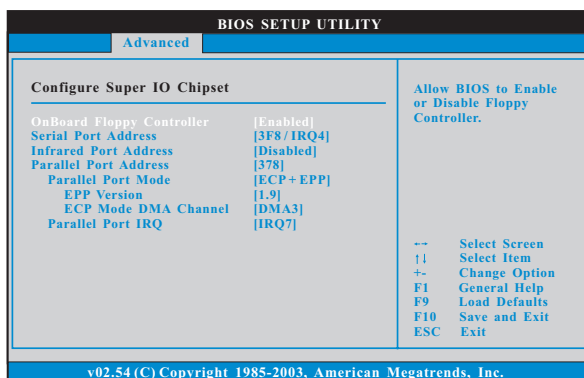 BIOS SETUP UTILITY
Advanced
Configure Super IO Chipset
OnBoard Floppy Controller [Enabled]
Serial Port Address [3F8 / IRQ4]
Infrared Port Address [Disabled]
Parallel Port Address [378]
Parallel Port Mode [ECP + EPP]
EPP Version [1.9]
ECP Mode DMA Channel [DMA3]
Parallel Port IRQ [IRQ7]
Allow BIOS to Enable
or Disable Floppy
Controller.
↔ Select Screen
↑↓ Select Item
+- Change Option
F1 General Help
F9 Load Defaults
F10 Save and Exit
ESC Exit
v02.54 (C) Copyright 1985-2003, American Megatrends, Inc.